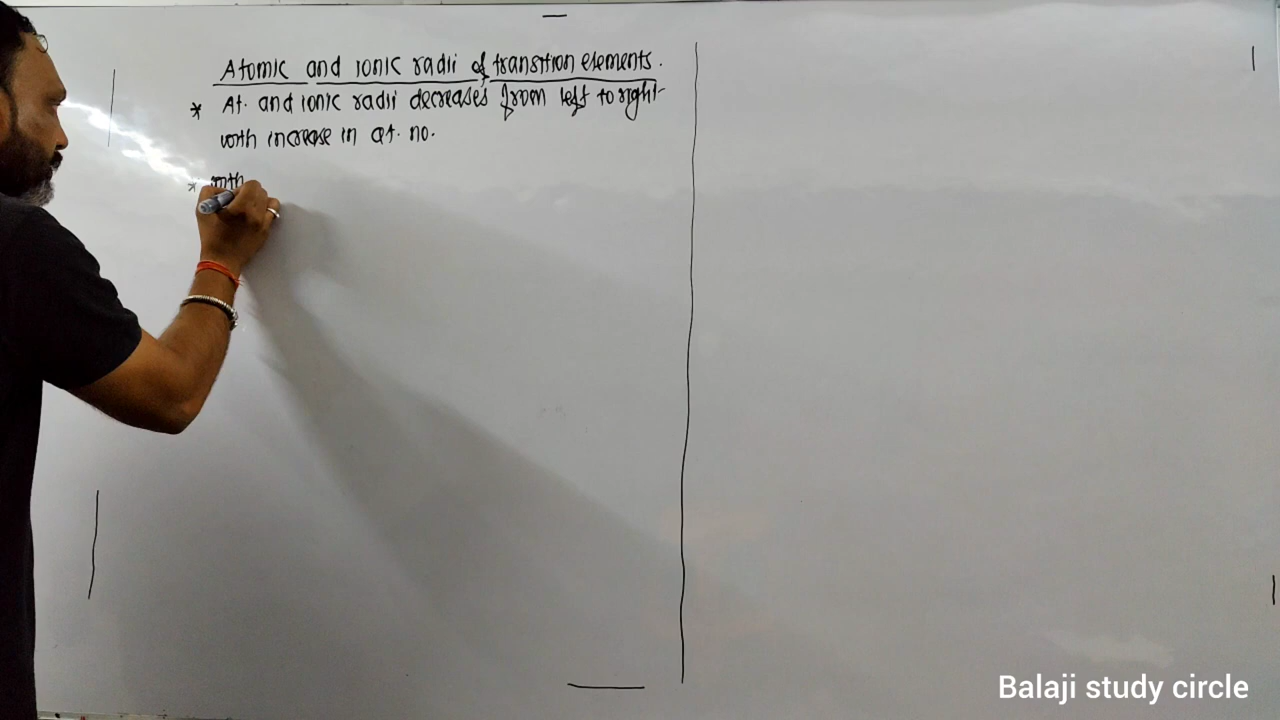 Atomic and ionic radii of transition elements.
* At. and ionic radii decreases from left to right
with increase in at. no.
* with
Balaji study circle